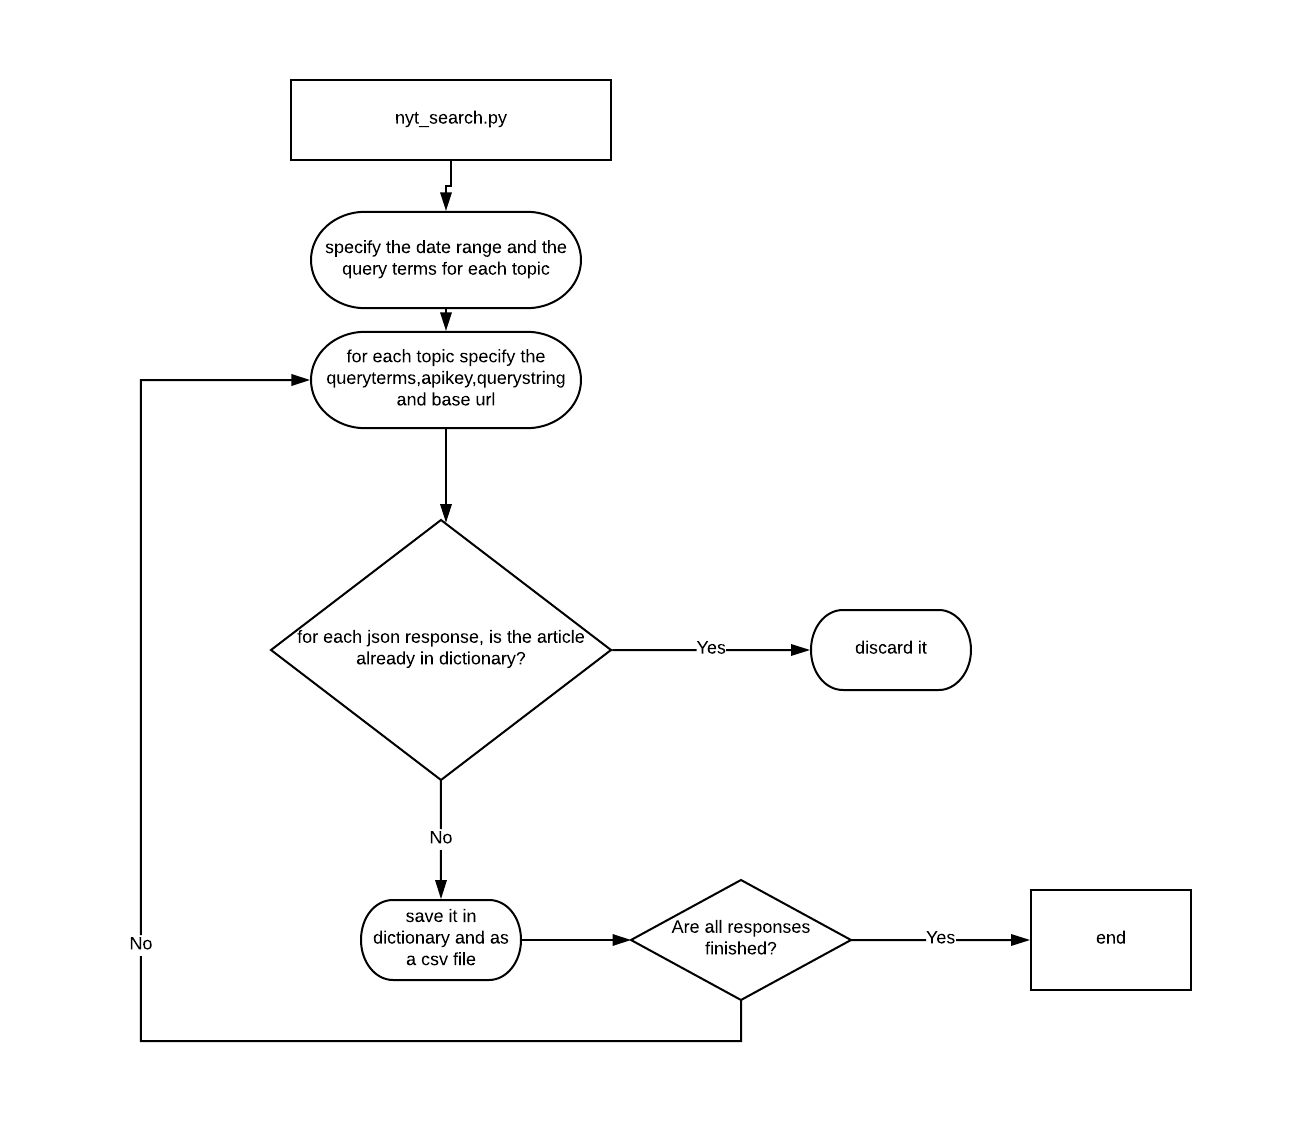 nyt_search.py
specify the date range and the
query terms for each topic
for each topic specify the
queryterms,apikey,querystring
and base url
for each json response, is the article
already in dictionary?
Yes
discard it
No
save it in
dictionary and as
a csv file
Are all responses
finished?
Yes
end
No